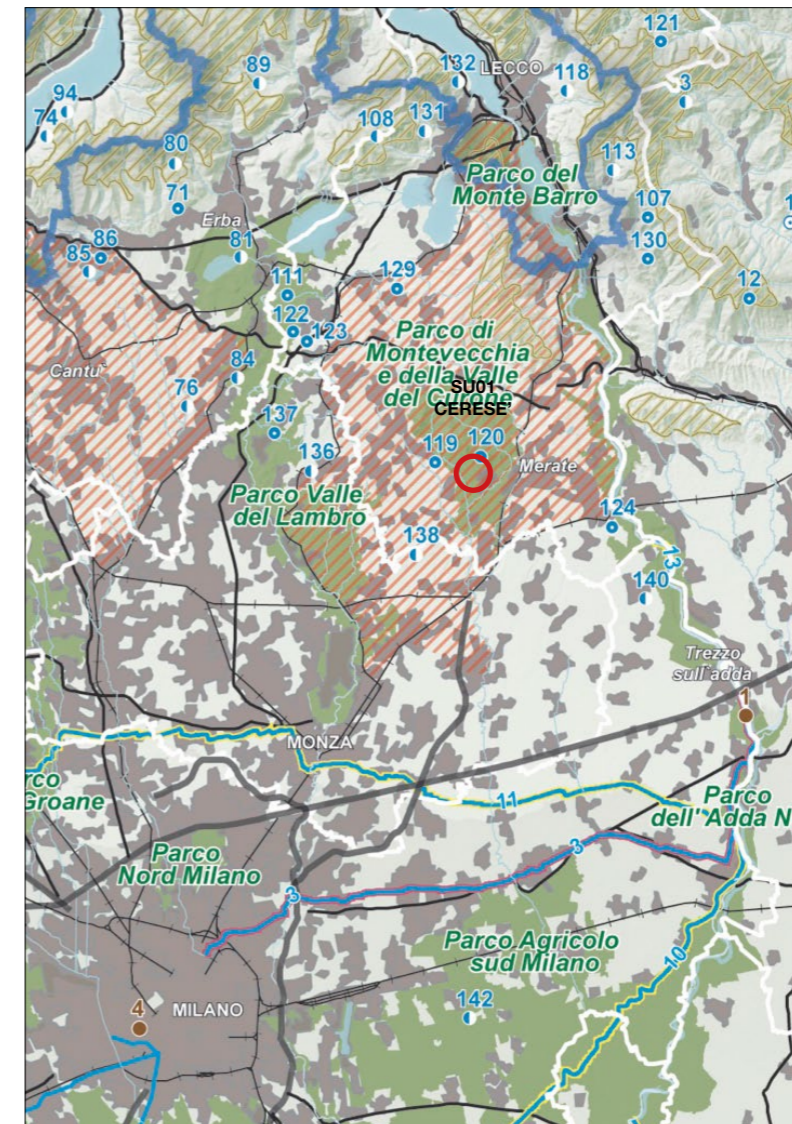 121
89
132
LECCO
118
3
94
74
108
131
80
113
Parco del
Monte Barro
71
107
Erba
81
86
85
130
129
12
111
122
123
Parco di
Montevecchia
e della Valle
del Curone
SU01
CERESE'
Cantu`
84
76
137
119
120
136
Merate
Parco Valle
del Lambro
124
138
13
140
Trezzo
sull`adda
1
MONZA
rco
Groane
11
Parco
dell' Adda N
Parco
Nord Milano
3
3
Parco Agricolo
sud Milano
10
142
4
MILANO